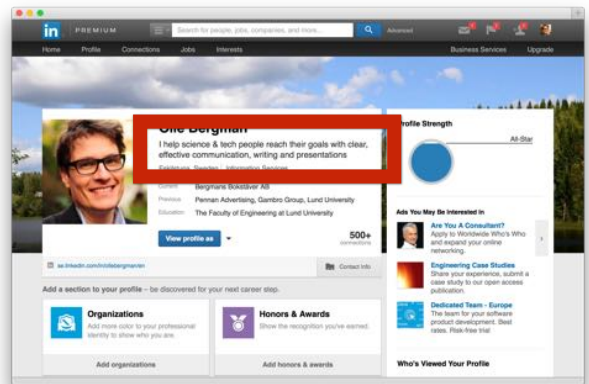 in PREMIUM Search for people, jobs, companies, and more... Advanced
Home Profile Connections Jobs Interests Business Services Upgrade
Olle Bergman
I help science & tech people reach their goals with clear,
effective communication, writing and presentations
Eskilstuna, Sweden | Information Services
Current Bergmans Bokstäver AB
Previous Pennan Advertising, Gambro Group, Lund University
Education The Faculty of Engineering at Lund University
View profile as
500+
connections
se.linkedin.com/in/ollebergman/en
Contact Info
Add a section to your profile – be discovered for your next career step.
Organizations
Add more color to your professional
identity to show who you are.
Add organizations
Honors & Awards
Show the recognition you've earned.
Add honors & awards
Profile Strength
All-Star
Ads You May Be Interested In
Are You A Consultant?
Apply to Worldwide Who's Who
and expand your online
networking.
Engineering Case Studies
Share your experience, submit a
case study to our open access
publication.
Dedicated Team - Europe
The team for your software
product development. Best
rates. Risk-free trial!
Who's Viewed Your Profile